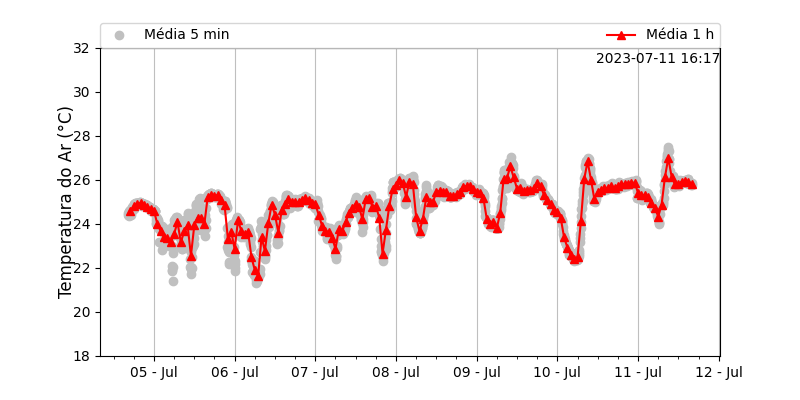 Média 5 min
Média 1 h
2023-07-11 16:17
Temperatura do Ar (°C)
32
30
28
26
24
22
20
18
05 - Jul
06 - Jul
07 - Jul
08 - Jul
09 - Jul
10 - Jul
11 - Jul
12 - Jul